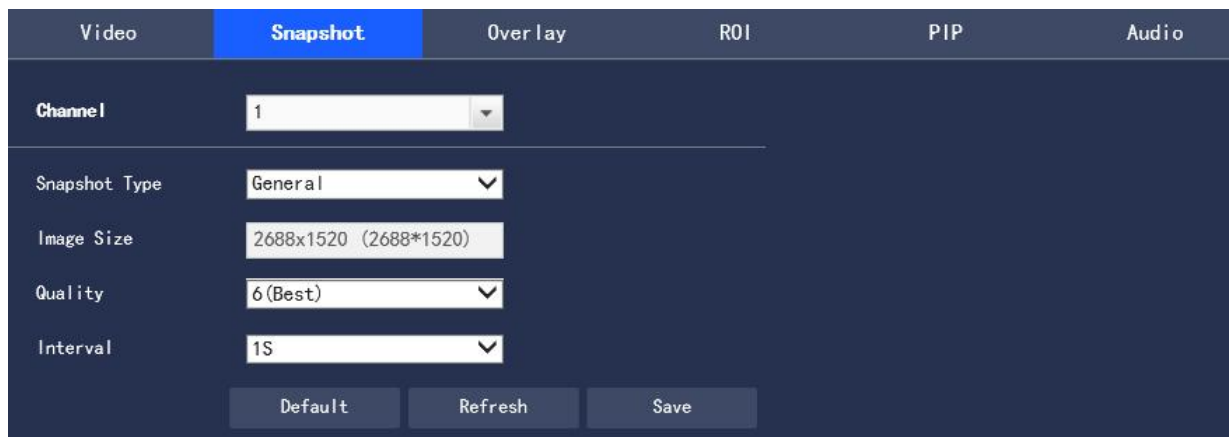 Video Snapshot Overlay ROI PIP Audio
Channel 1
Snapshot Type General
Image Size 2688x1520 (2688*1520)
Quality 6(Best)
Interval 1S
Default Refresh Save